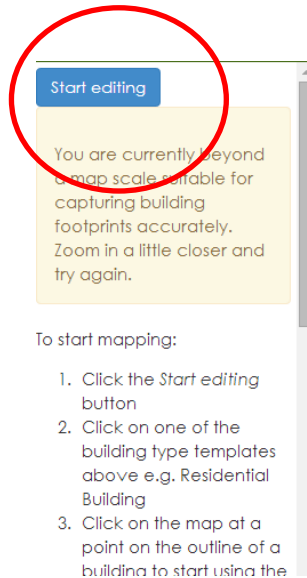 Start editing
You are currently beyond
a map scale suitable for
capturing building
footprints accurately.
Zoom in a little closer and
try again.
To start mapping:
1. Click the Start editing
button
2. Click on one of the
building type templates
above e.g. Residential
Building
3. Click on the map at a
point on the outline of a
building to start using the